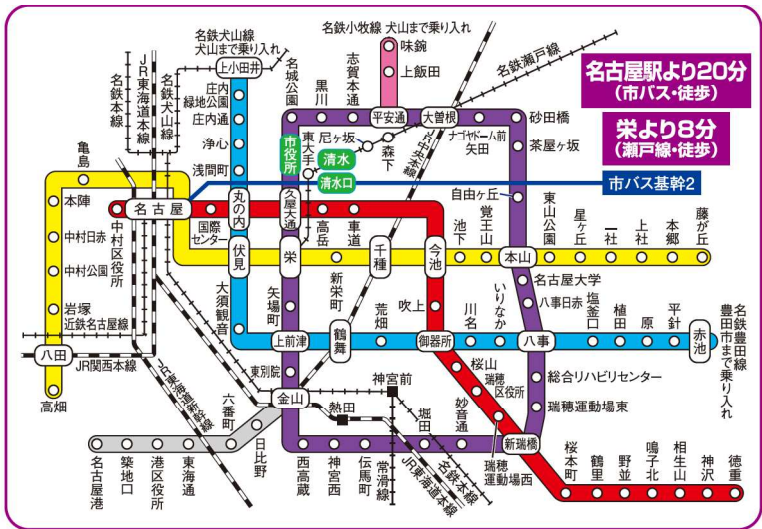 名鉄犬山線
犬山まで乗り入れ
名鉄小牧線 犬山まで乗り入れ
味鋺
上飯田
名鉄瀬戸線
名古屋駅より20分
(市バス・徒歩)
栄より8分
(瀬戸線・徒歩)
市バス基幹2
名鉄本線
JR東海道本線
名鉄犬山線
上小田井
庄内
緑地公園
庄内通
浄心
浅間町
丸の内
伏見
大須観音
名城公園
黒川
志賀本通
平安通
大曽根
ナゴヤドーム前
矢田
砂田橋
茶屋ヶ坂
自由ヶ丘
市役所
東大手
清水
尼ヶ坂
森下
清水口
JR中央本線
亀島
本陣
中村日赤
中村公園
岩塚
近鉄名古屋線
八田
JR関西本線
高畑
名古屋
中村区役所
国際
センター
久屋大通
高岳
車道
栄
新栄町
千種
今池
池下
覚王山
本山
東山公園
星ヶ丘
一社
上社
本郷
藤が丘
名古屋大学
八事日赤
矢場町
上前津
鶴舞
荒畑
吹上
御器所
川名
いりなか
八事
塩釜口
植田
原
平針
赤池
名鉄豊田線
豊田市まで乗り入れ
東別院
金山
総合リハビリセンター
瑞穂運動場東
桜山
瑞穂
区役所
瑞穂
運動場西
新瑞橋
神宮前
熱田
堀田
妙音通
西高蔵
神宮西
伝馬町
常滑線
名鉄本線
JR東海道本線
JR東海道新幹線
六番町
日比野
名古屋港
築地口
港区役所
東海通
桜本町
鶴里
野並
鳴子北
相生山
神沢
徳重